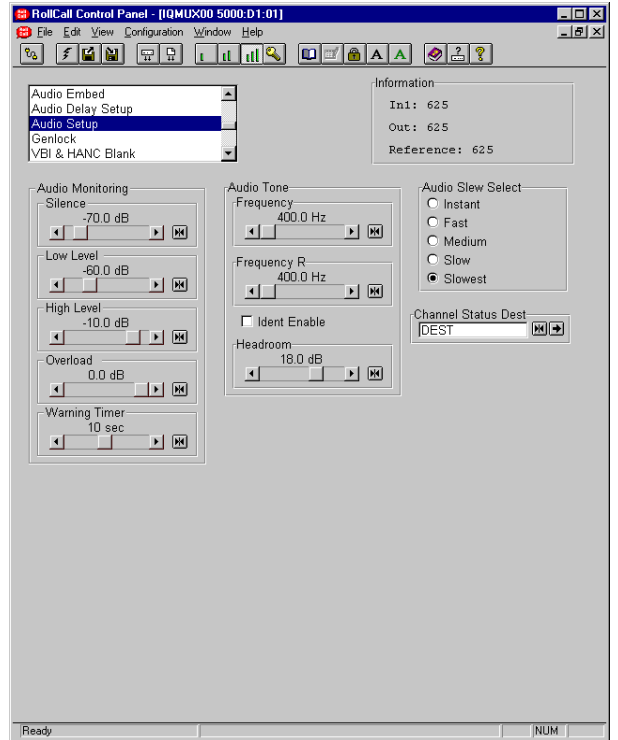 RollCall Control Panel - [IQMUX00 5000:D1:01]
File Edit View Configuration Window Help
A A
Audio Embed
Audio Delay Setup
Audio Setup
Genlock
VBI & HANC Blank
Information
In1: 625
Out: 625
Reference: 625
Audio Monitoring
Silence
-70.0 dB
Low Level
-60.0 dB
High Level
-10.0 dB
Overload
0.0 dB
Warning Timer
10 sec
Audio Tone
Frequency
400.0 Hz
Frequency R
400.0 Hz
Ident Enable
Headroom
18.0 dB
Audio Slew Select
Instant
Fast
Medium
Slow
Slowest
Channel Status Dest
DEST
Ready
NUM